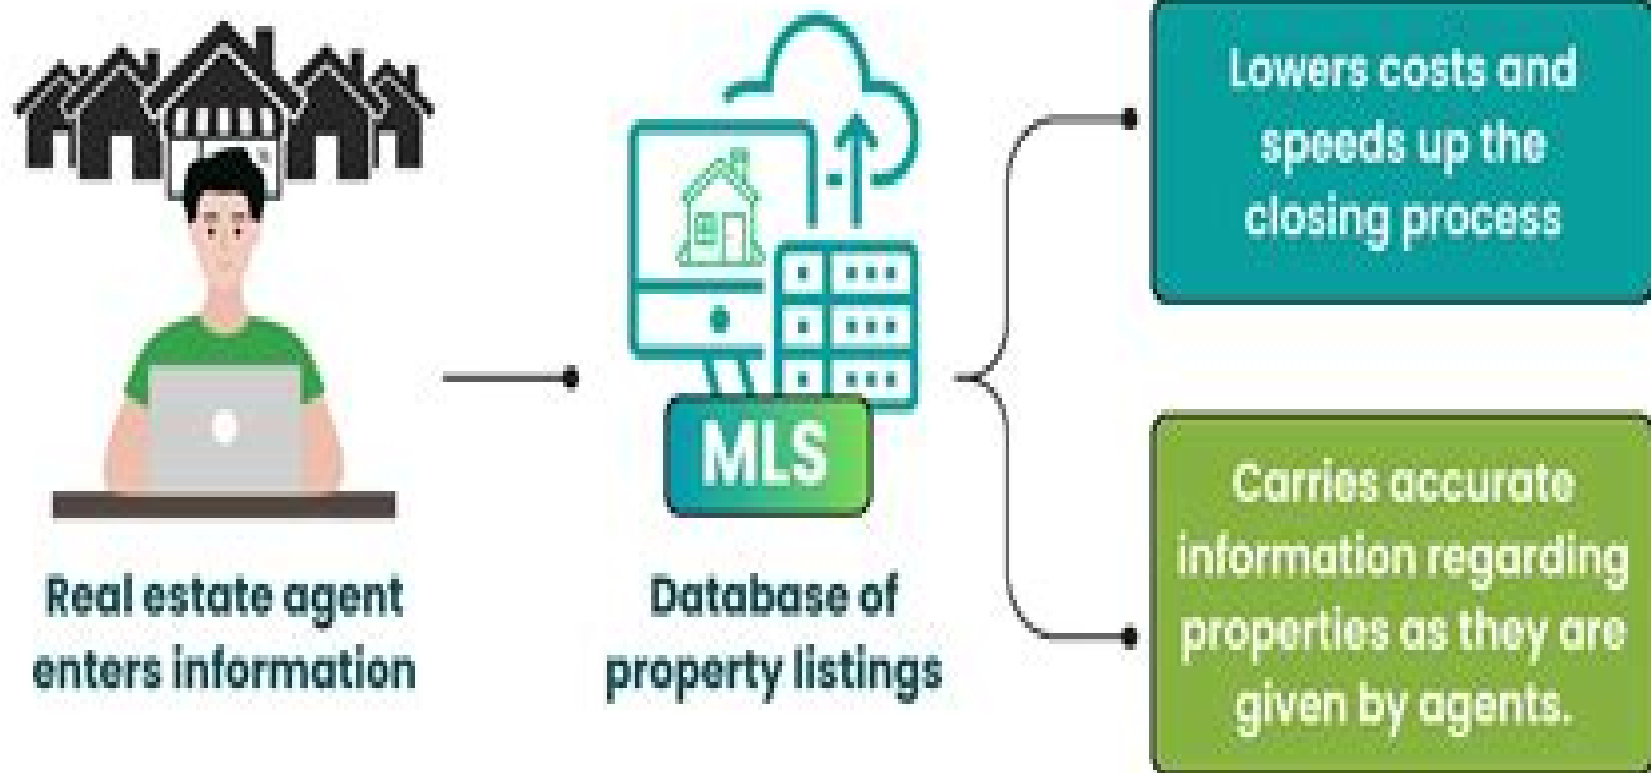 Real estate agent
enters information
MLS
Database of
property listings
Lowers costs and
speeds up the
closing process
Carries accurate
information regarding
properties as they are
given by agents.